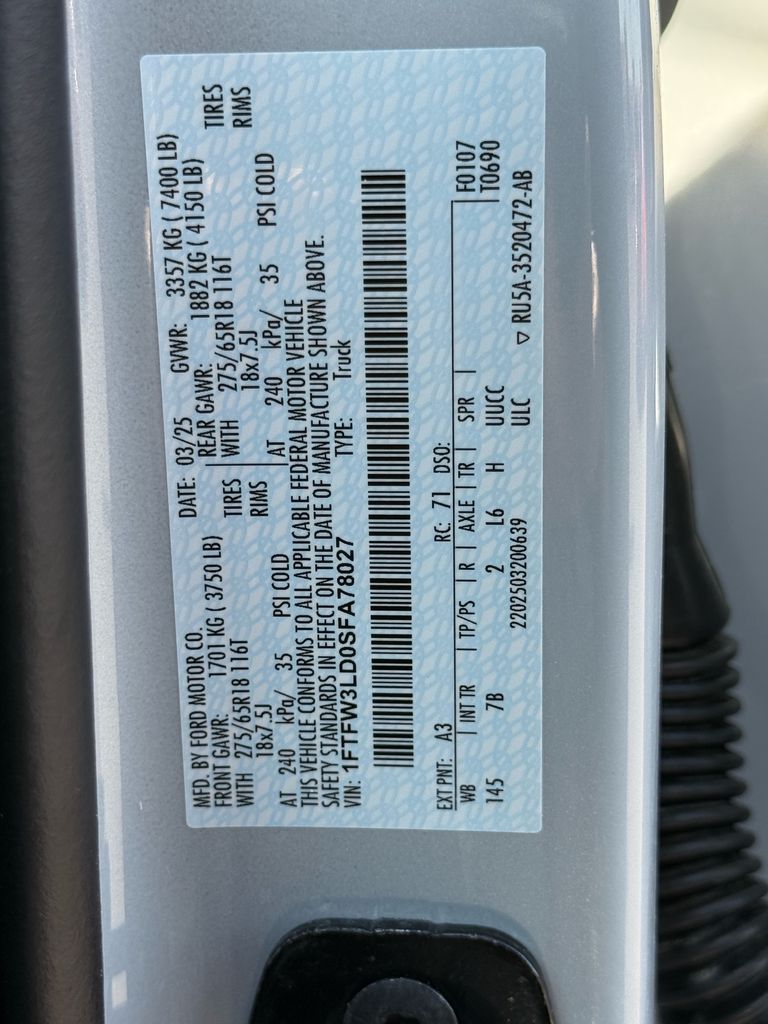 MFD. BY FORD MOTOR CO.
DATE: 03/25 GVWR: 3357 KG ( 7400 LB)
FRONT GAWR: 1701 KG ( 3750 LB) REAR GAWR: 1882 KG ( 4150 LB)
WITH 275/65R18 116T TIRES WITH 275/65R18 116T TIRES
18x7.5J RIMS 18x7.5J RIMS
AT 240 kPa/ 35 PSI COLD AT 240 kPa/ 35 PSI COLD
THIS VEHICLE CONFORMS TO ALL APPLICABLE FEDERAL MOTOR VEHICLE
SAFETY STANDARDS IN EFFECT ON THE DATE OF MANUFACTURE SHOWN ABOVE.
VIN: 1FTFW3LD0SFA78027 TYPE: Truck
EXT PNT: A3 RC: 71 DSO: F0107
WB | INT TR | TP/PS | R | AXLE | TR | SPR | T0690
145 7B 2 L6 H UUCC
2202503200639 ULC ▽ RU5A-3520472-AB